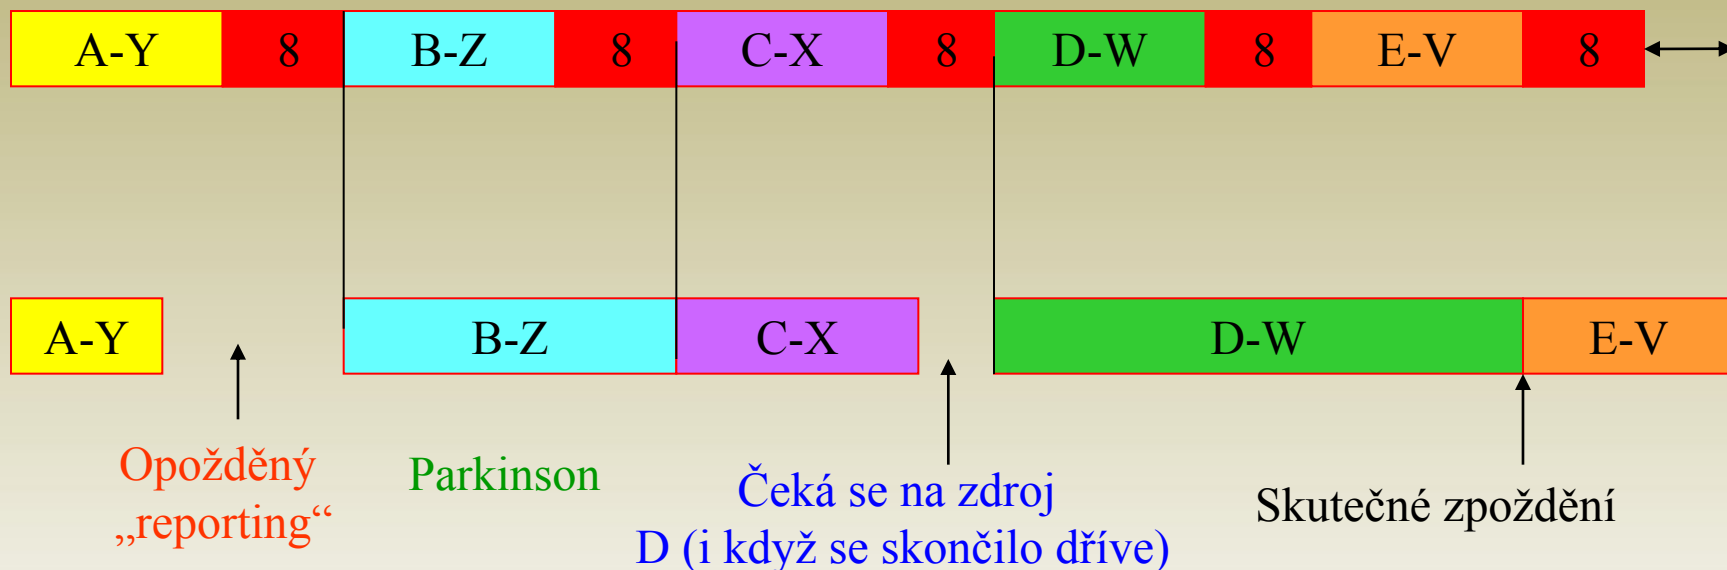 A-Y 8 B-Z 8 C-X 8 D-W 8 E-V 8
A-Y B-Z C-X D-W E-V
Opožděný
„reporting“
Parkinson
Čeká se na zdroj
D (i když se skončilo dříve)
Skutečné zpoždění